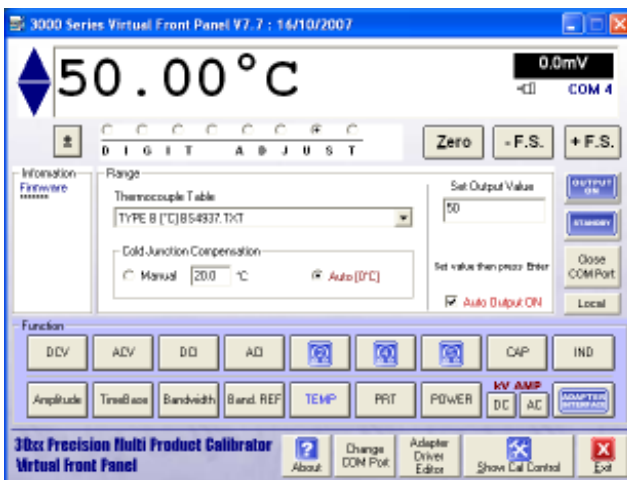 3000 Series Virtual Front Panel V7.7 : 16/10/2007
50.00°C
0.0mV
COM 4
±
DIGIT ADJUST
Zero
- F.S.
+ F.S.
Information
Firmware
Range
Thermocouple Table
TYPE B [°C] BS4937.TXT
Cold Junction Compensation
Manual
20.0
°C
Auto [0°C]
Set Output Value
50
Set value then press Enter
Auto Output ON
OUTPUT ON
STANDBY
Close
COM Port
Local
Function
DCV
ACV
DCI
ACI
Ω
Ω
Ω
CAP
IND
Amplitude
TimeBase
Bandwidth
Band. REF
TEMP
PRT
POWER
kV AMP
DC
AC
ADAPTER
INTERFACE
30xx Precision Multi Product Calibrator
Virtual Front Panel
About
Change
COM Port
Adapter
Driver
Editor
Show Cal Control
Exit